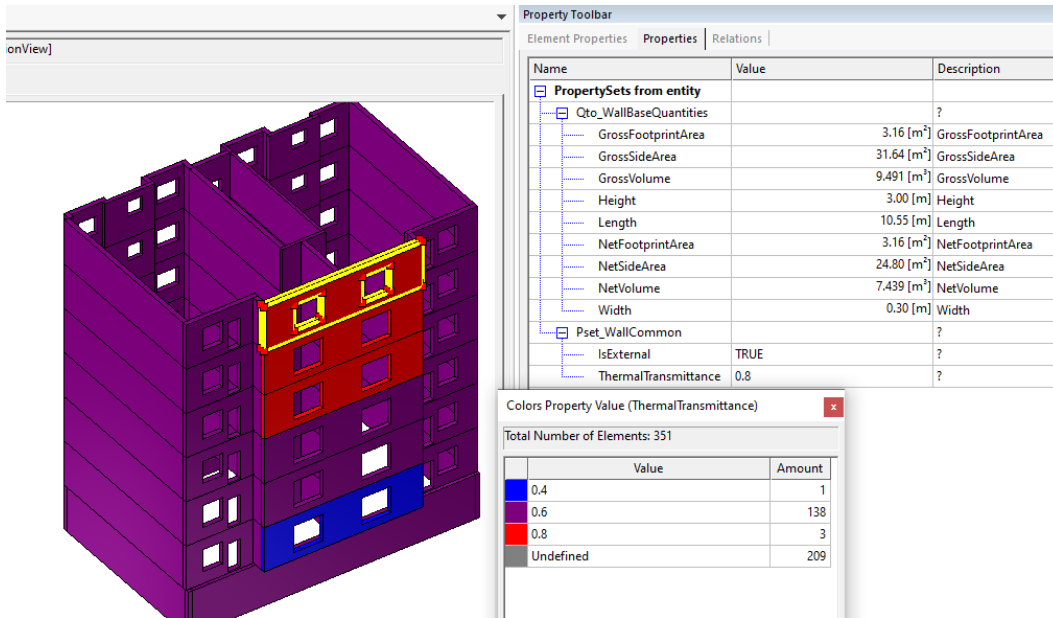 Property Toolbar
onView]
Element Properties Properties Relations
Name Value Description
PropertySets from entity
Qto_WallBaseQuantities ?
GrossFootprintArea 3.16 [m²] GrossFootprintArea
GrossSideArea 31.64 [m²] GrossSideArea
GrossVolume 9.491 [m³] GrossVolume
Height 3.00 [m] Height
Length 10.55 [m] Length
NetFootprintArea 3.16 [m²] NetFootprintArea
NetSideArea 24.80 [m²] NetSideArea
NetVolume 7.439 [m³] NetVolume
Width 0.30 [m] Width
Pset_WallCommon ?
IsExternal TRUE ?
ThermalTransmittance 0.8 ?
Colors Property Value (ThermalTransmittance) x
Total Number of Elements: 351
Value Amount
0.4 1
0.6 138
0.8 3
Undefined 209